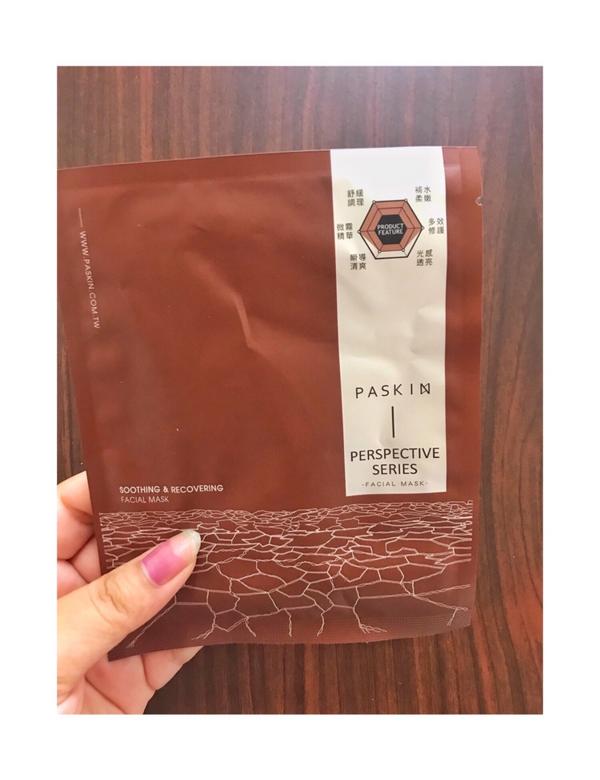 舒緩
調理
補水
柔嫩
微霧
精華
PRODUCT
FEATURE
多效
修護
漸導
清爽
光感
透亮
WWW.PASKIN.COM.TW
PASKIN
PERSPECTIVE
SERIES
-FACIAL MASK-
SOOTHING & RECOVERING
FACIAL MASK